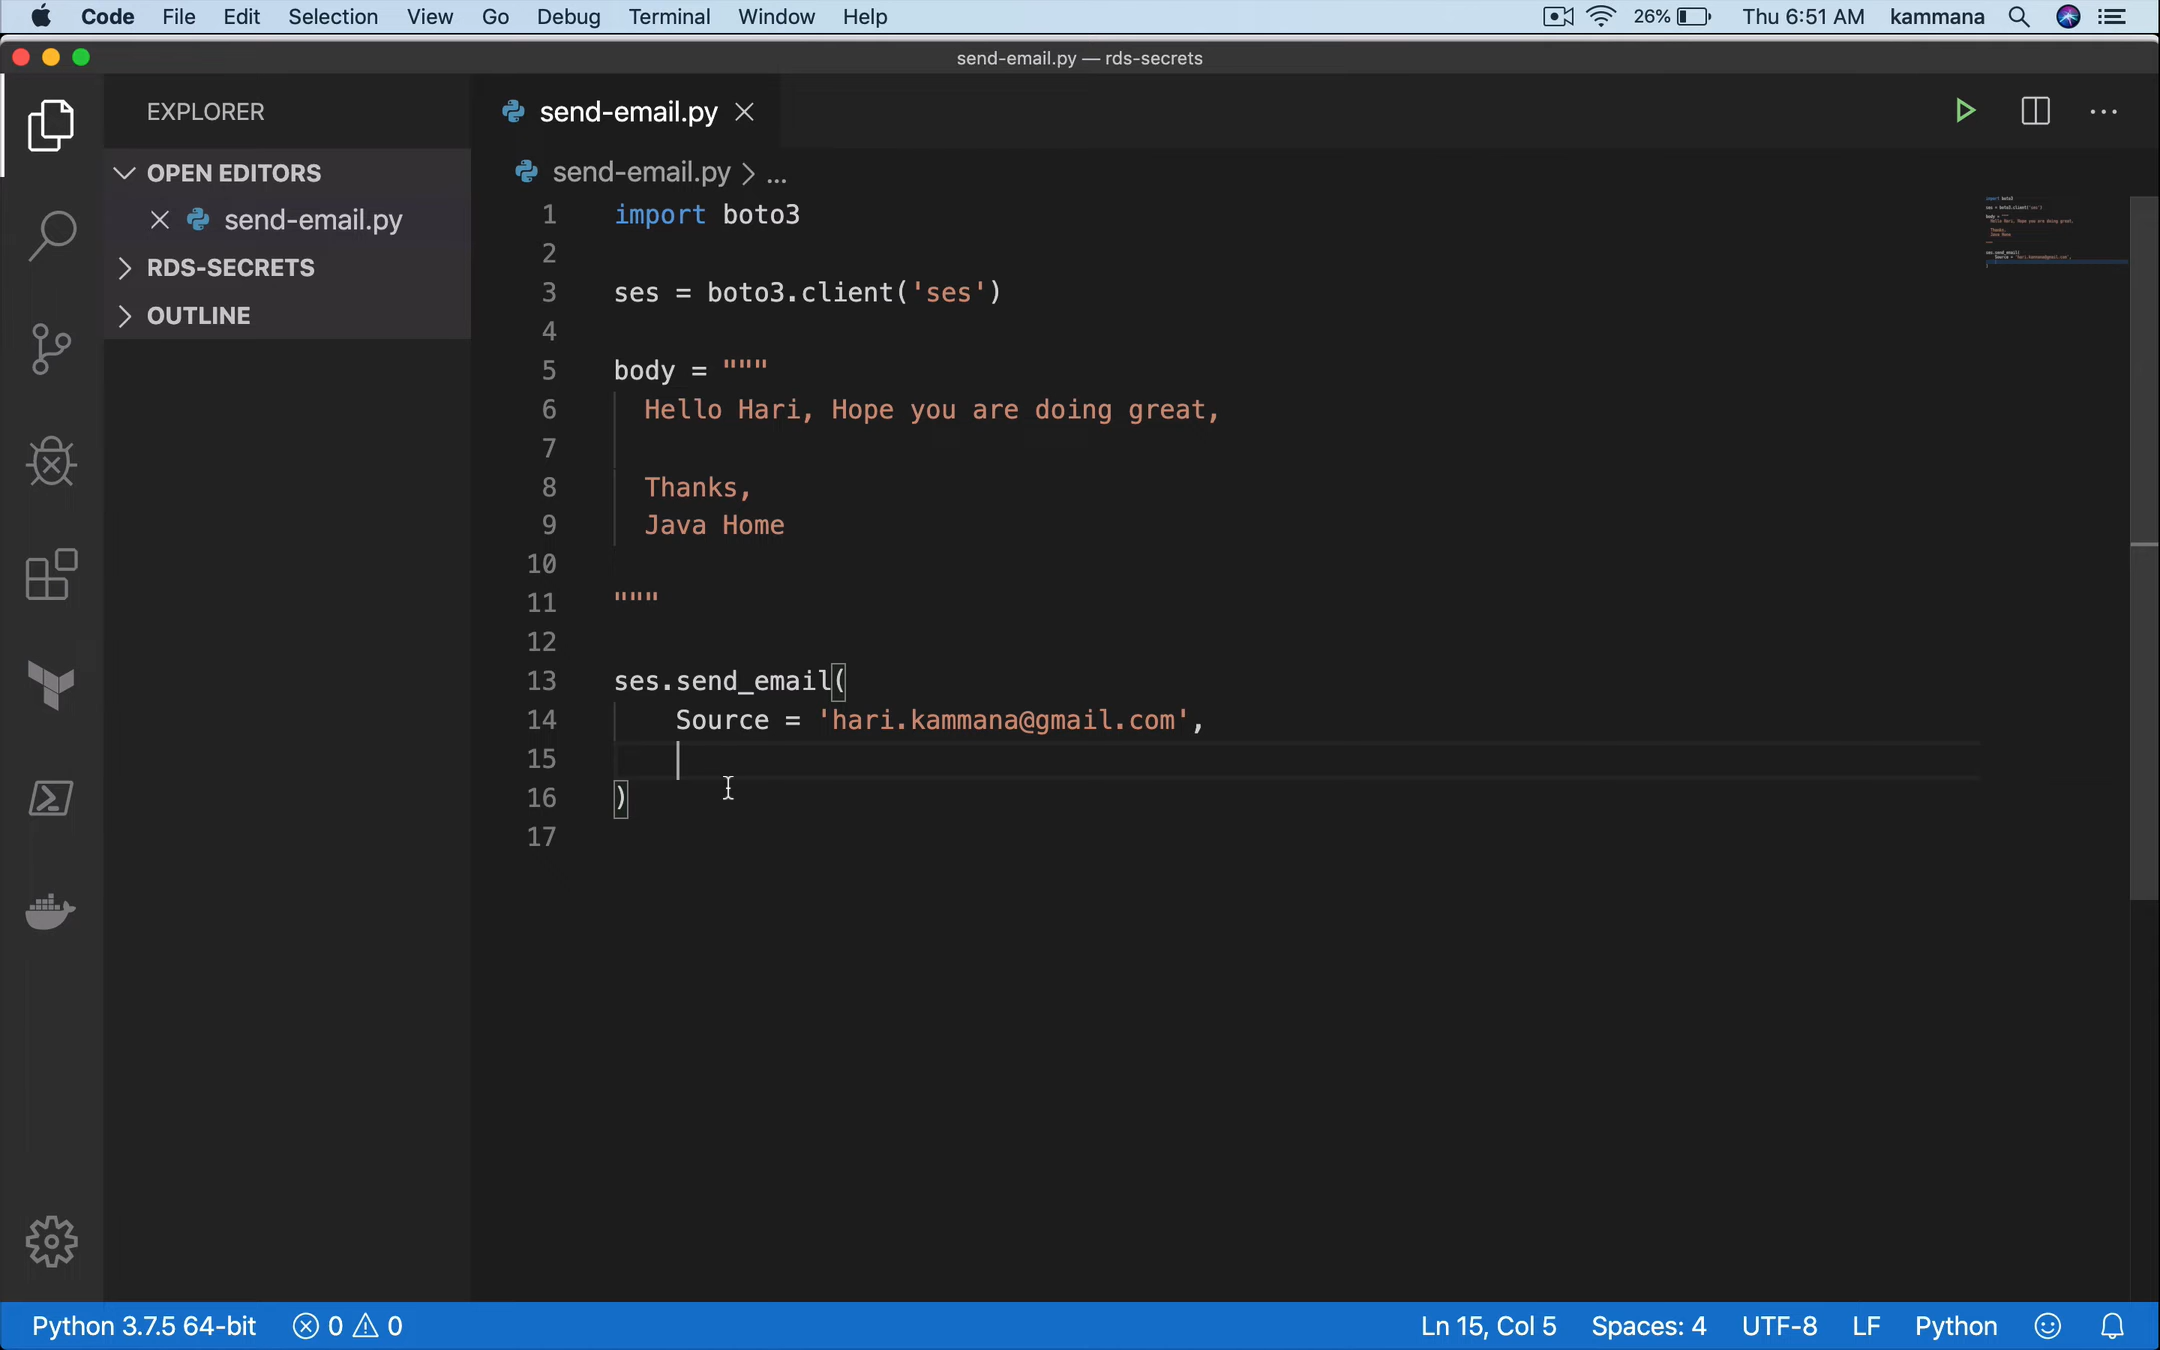 Code File Edit Selection View Go Debug Terminal Window Help 26% Thu 6:51 AM kammana
send-email.py — rds-secrets
EXPLORER
OPEN EDITORS
send-email.py
RDS-SECRETS
OUTLINE
send-email.py
send-email.py > ...
1 import boto3
2
3 ses = boto3.client('ses')
4
5 body = """
6 Hello Hari, Hope you are doing great,
7
8 Thanks,
9 Java Home
10
11 """
12
13 ses.send_email(
14 Source = 'hari.kammana@gmail.com',
15
16 )
17
Python 3.7.5 64-bit 0 0 Ln 15, Col 5 Spaces: 4 UTF-8 LF Python